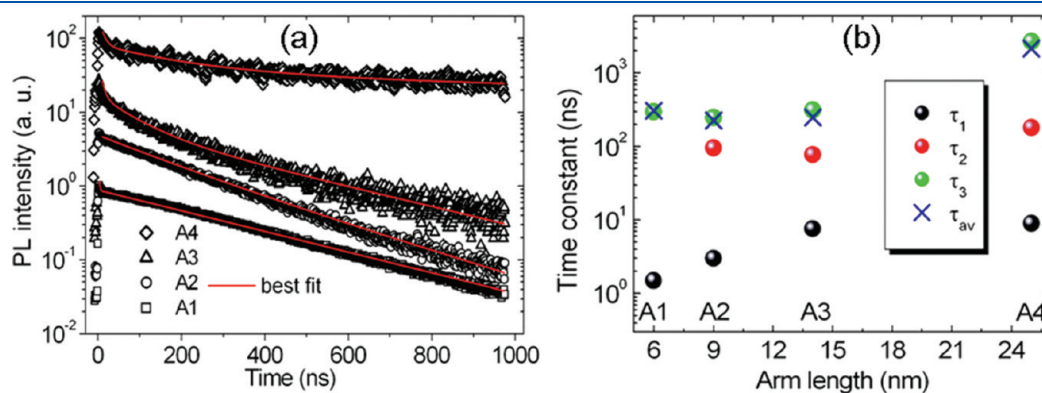 (a)
PL intensity (a. u.)
10²
10¹
10⁰
10⁻¹
10⁻²
A4
A3
A2
best fit
A1
0 200 400 600 800 1000
Time (ns)
(b)
Time constant (ns)
10³
10²
10¹
10⁰
τ₁
τ₂
τ₃
τav
A1 A2 A3 A4
6 9 12 15 18 21 24
Arm length (nm)